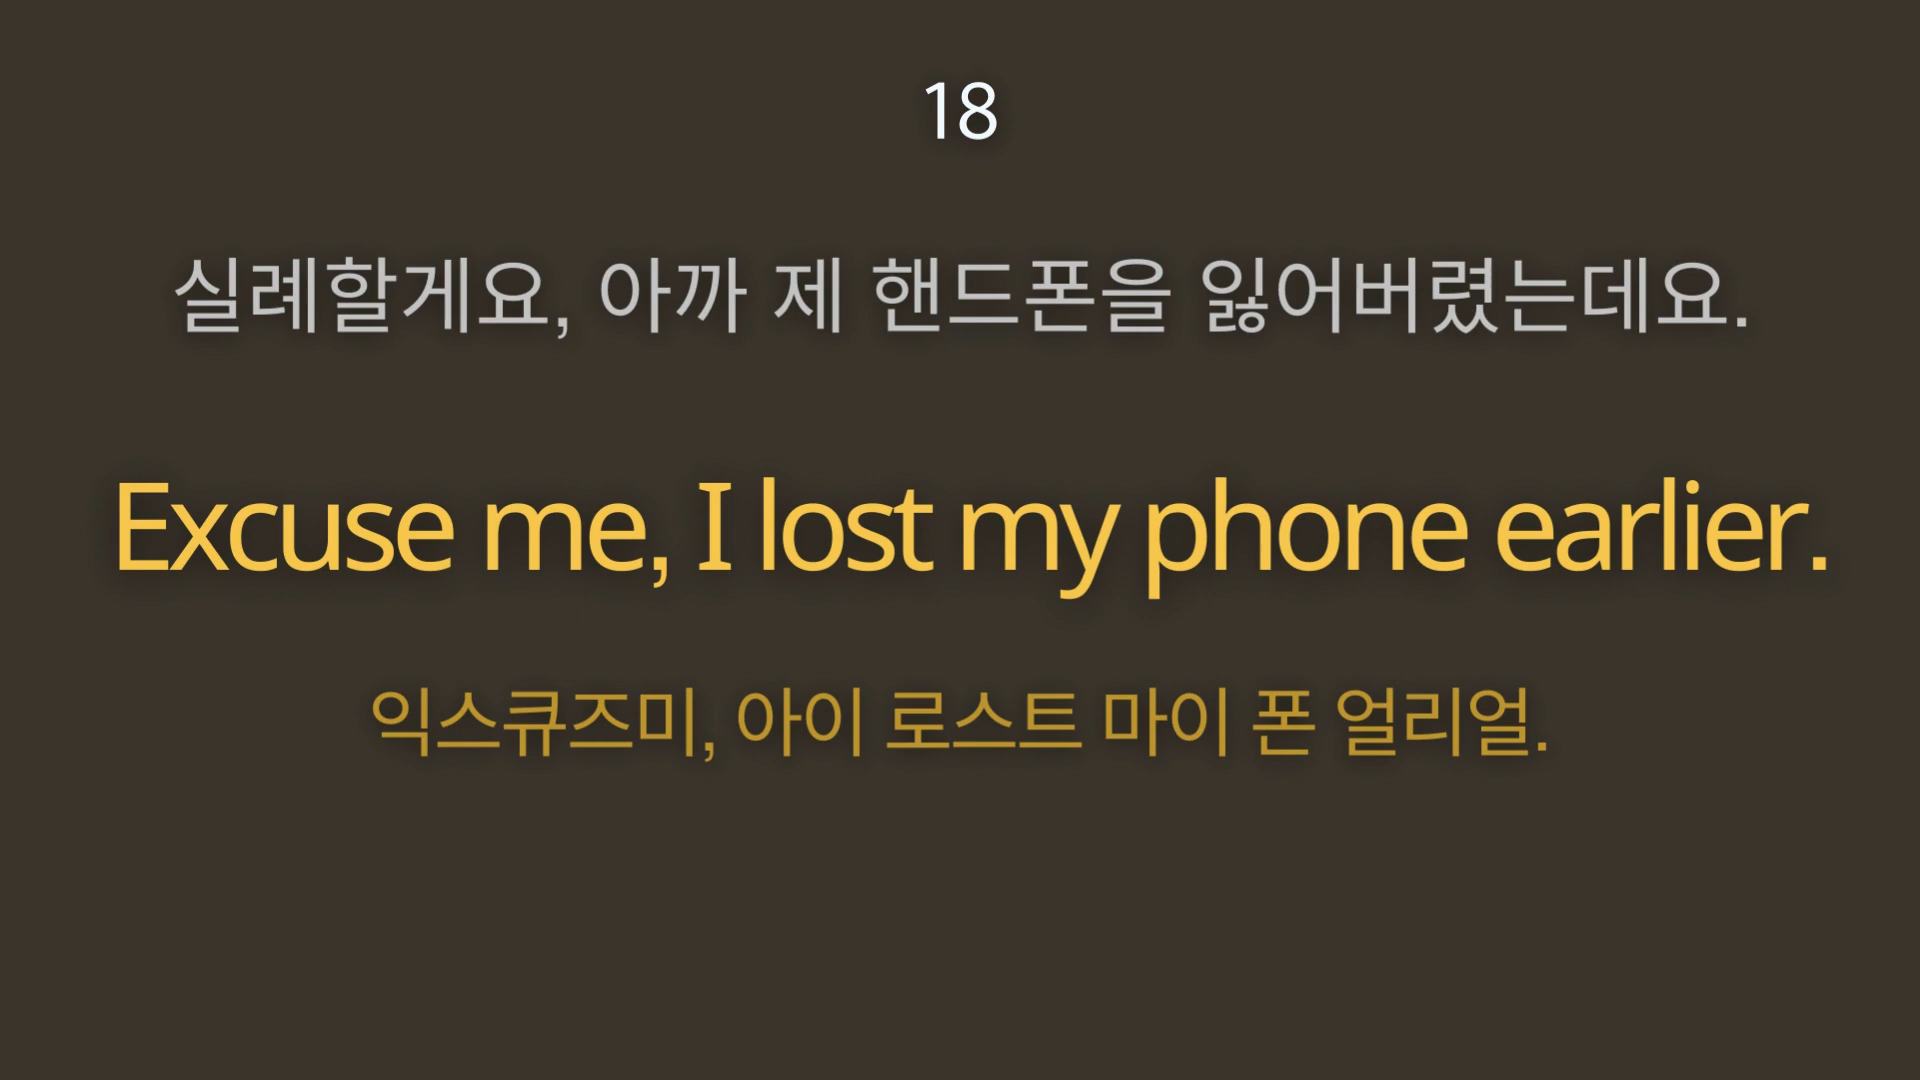 18
실례할게요, 아까 제 핸드폰을 잃어버렸는데요.
Excuse me, I lost my phone earlier.
익스큐즈미, 아이 로스트 마이 폰 얼리얼.